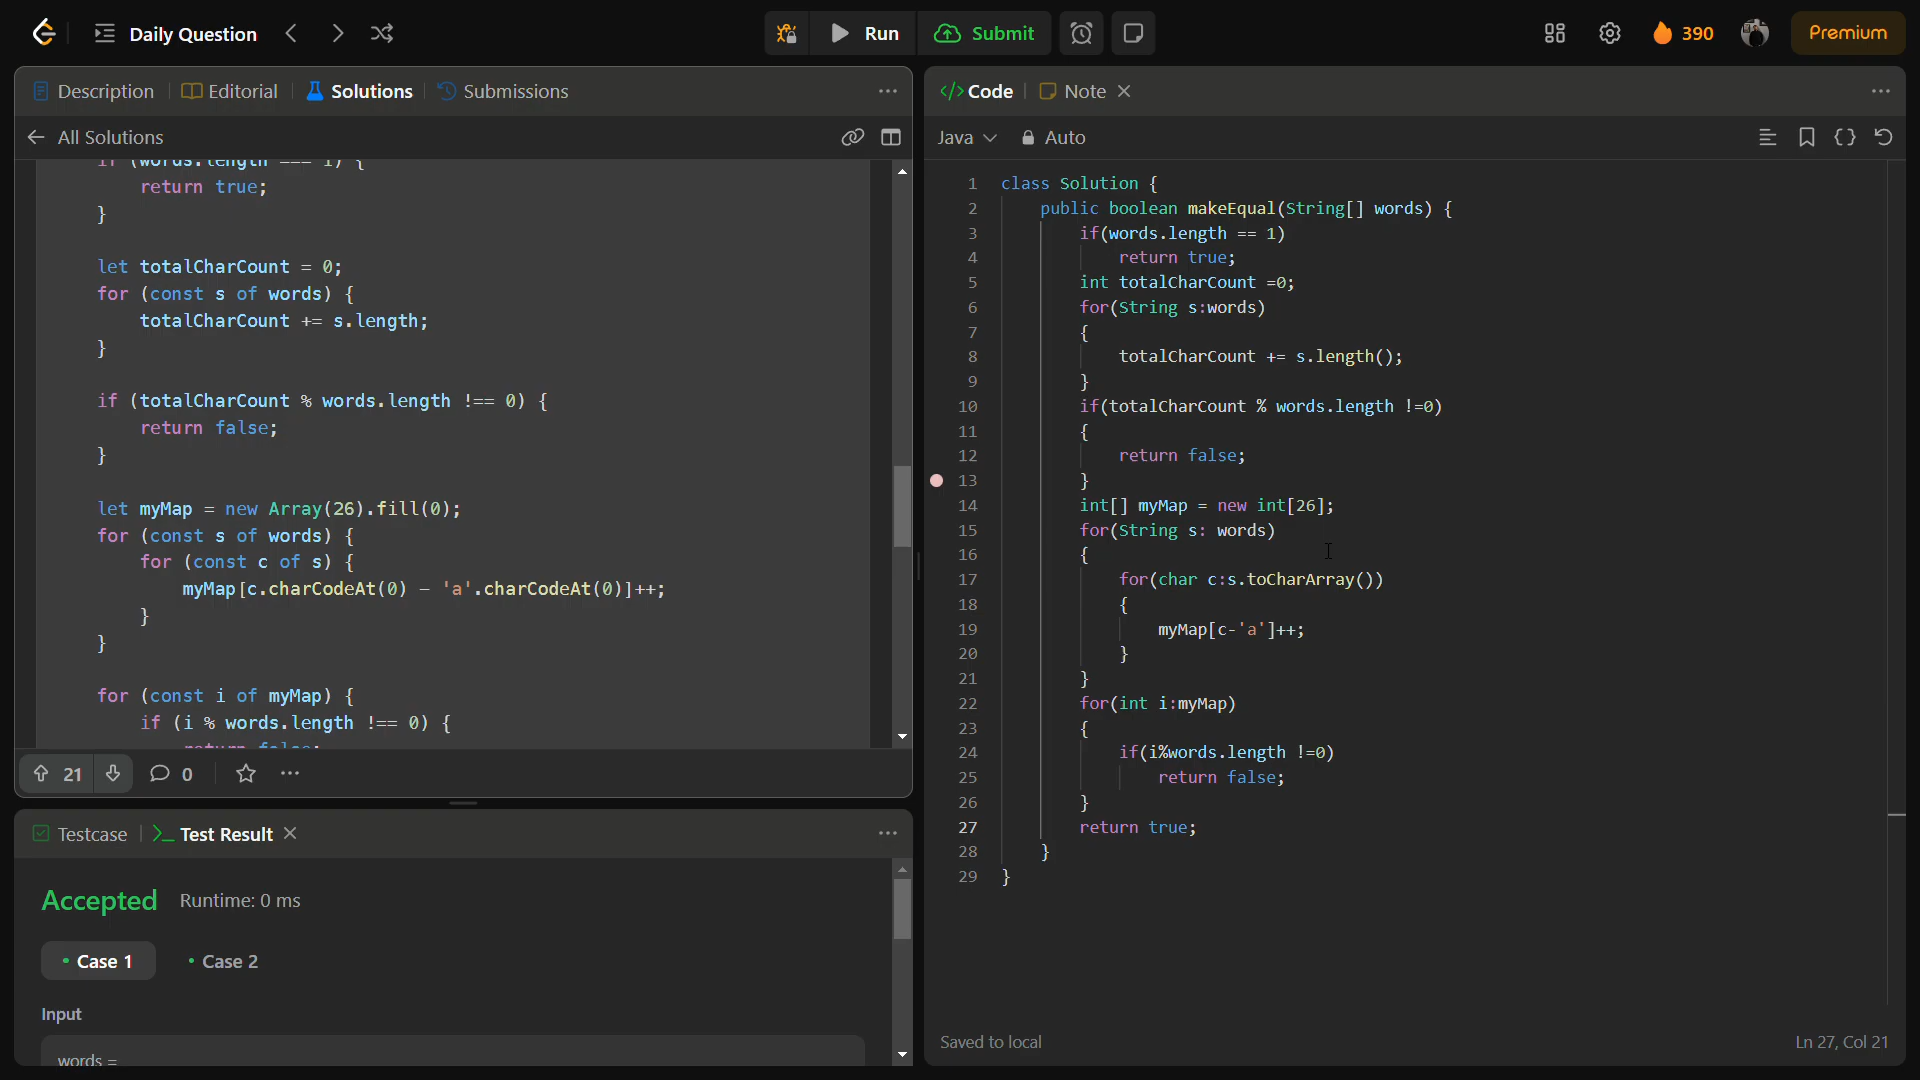 Daily Question
Run
Submit
390
Premium
Description
Editorial
Solutions
Submissions
All Solutions
if (words.length === 1) {
return true;
}
let totalCharCount = 0;
for (const s of words) {
totalCharCount += s.length;
}
if (totalCharCount % words.length !== 0) {
return false;
}
let myMap = new Array(26).fill(0);
for (const s of words) {
for (const c of s) {
myMap[c.charCodeAt(0) - 'a'.charCodeAt(0)]++;
}
}
for (const i of myMap) {
if (i % words.length !== 0) {
return false;
21
0
Testcase
Test Result
Accepted
Runtime: 0 ms
Case 1
Case 2
Input
words =
Code
Note
Java
Auto
1 class Solution {
2 public boolean makeEqual(String[] words) {
3 if(words.length == 1)
4 return true;
5 int totalCharCount =0;
6 for(String s:words)
7 {
8 totalCharCount += s.length();
9 }
10 if(totalCharCount % words.length !=0)
11 {
12 return false;
13 }
14 int[] myMap = new int[26];
15 for(String s: words)
16 {
17 for(char c:s.toCharArray())
18 {
19 myMap[c-'a']++;
20 }
21 }
22 for(int i:myMap)
23 {
24 if(i%words.length !=0)
25 return false;
26 }
27 return true;
28 }
29 }
Saved to local
Ln 27, Col 21